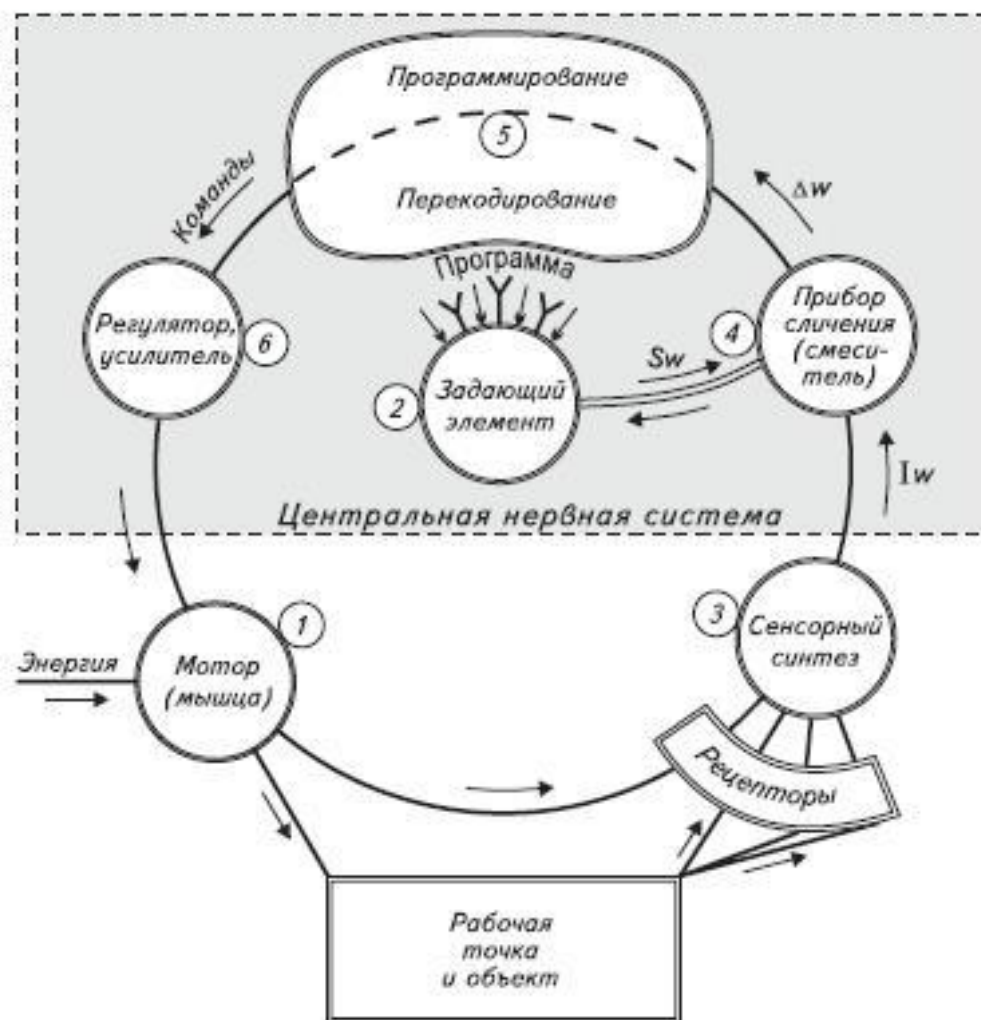 Программирование
5
Перекодирование
Команды
Δw
Программа
Регулятор,
усилитель
6
Прибор
сличения
(смеси-
тель)
4
Sw
2
Задающий
элемент
Iw
Центральная нервная система
3
Сенсорный
синтез
1
Энергия
Мотор
(мышца)
Рецепторы
Рабочая
точка
и объект